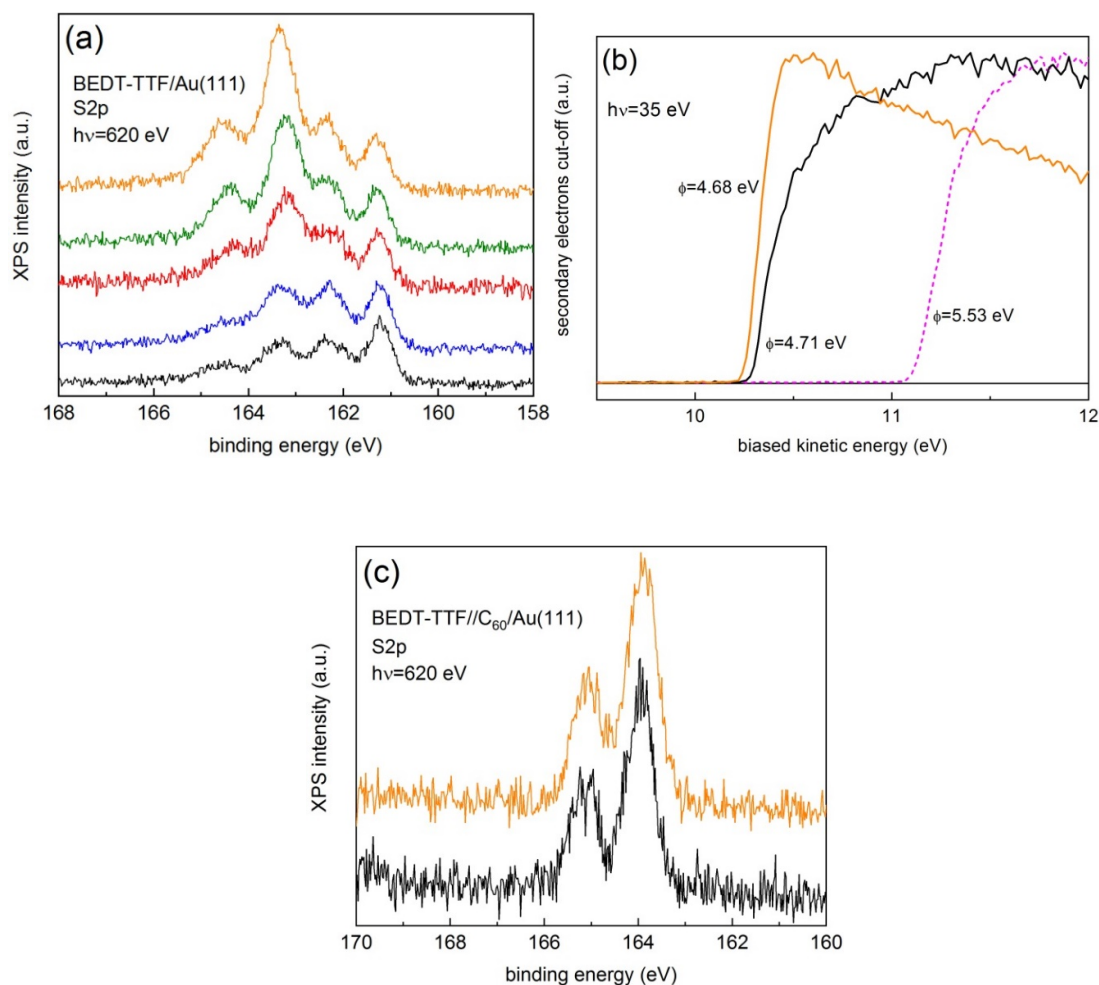 (a)
BEDT-TTF/Au(111)
S2p
hν=620 eV
XPS intensity (a.u.)
168 166 164 162 160 158
binding energy (eV)
(b)
hν=35 eV
ϕ=4.68 eV
ϕ=5.53 eV
ϕ=4.71 eV
secondary electrons cut-off (a.u.)
10 11 12
biased kinetic energy (eV)
(c)
BEDT-TTF//C₆₀/Au(111)
S2p
hν=620 eV
XPS intensity (a.u.)
170 168 166 164 162 160
binding energy (eV)